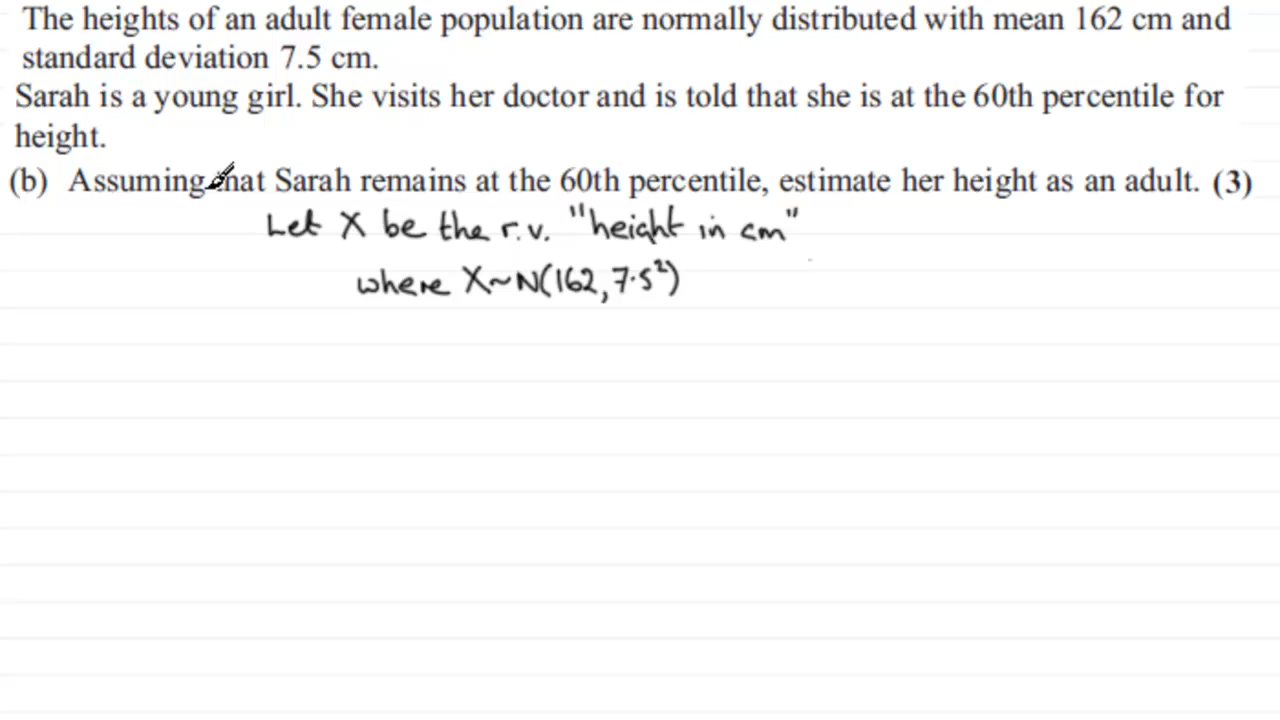 The heights of an adult female population are normally distributed with mean 162 cm and
standard deviation 7.5 cm.
Sarah is a young girl. She visits her doctor and is told that she is at the 60th percentile for
height.
(b) Assuming that Sarah remains at the 60th percentile, estimate her height as an adult. (3)
Let X be the r.v. "height in cm"
where X~N(162, 7·5²)